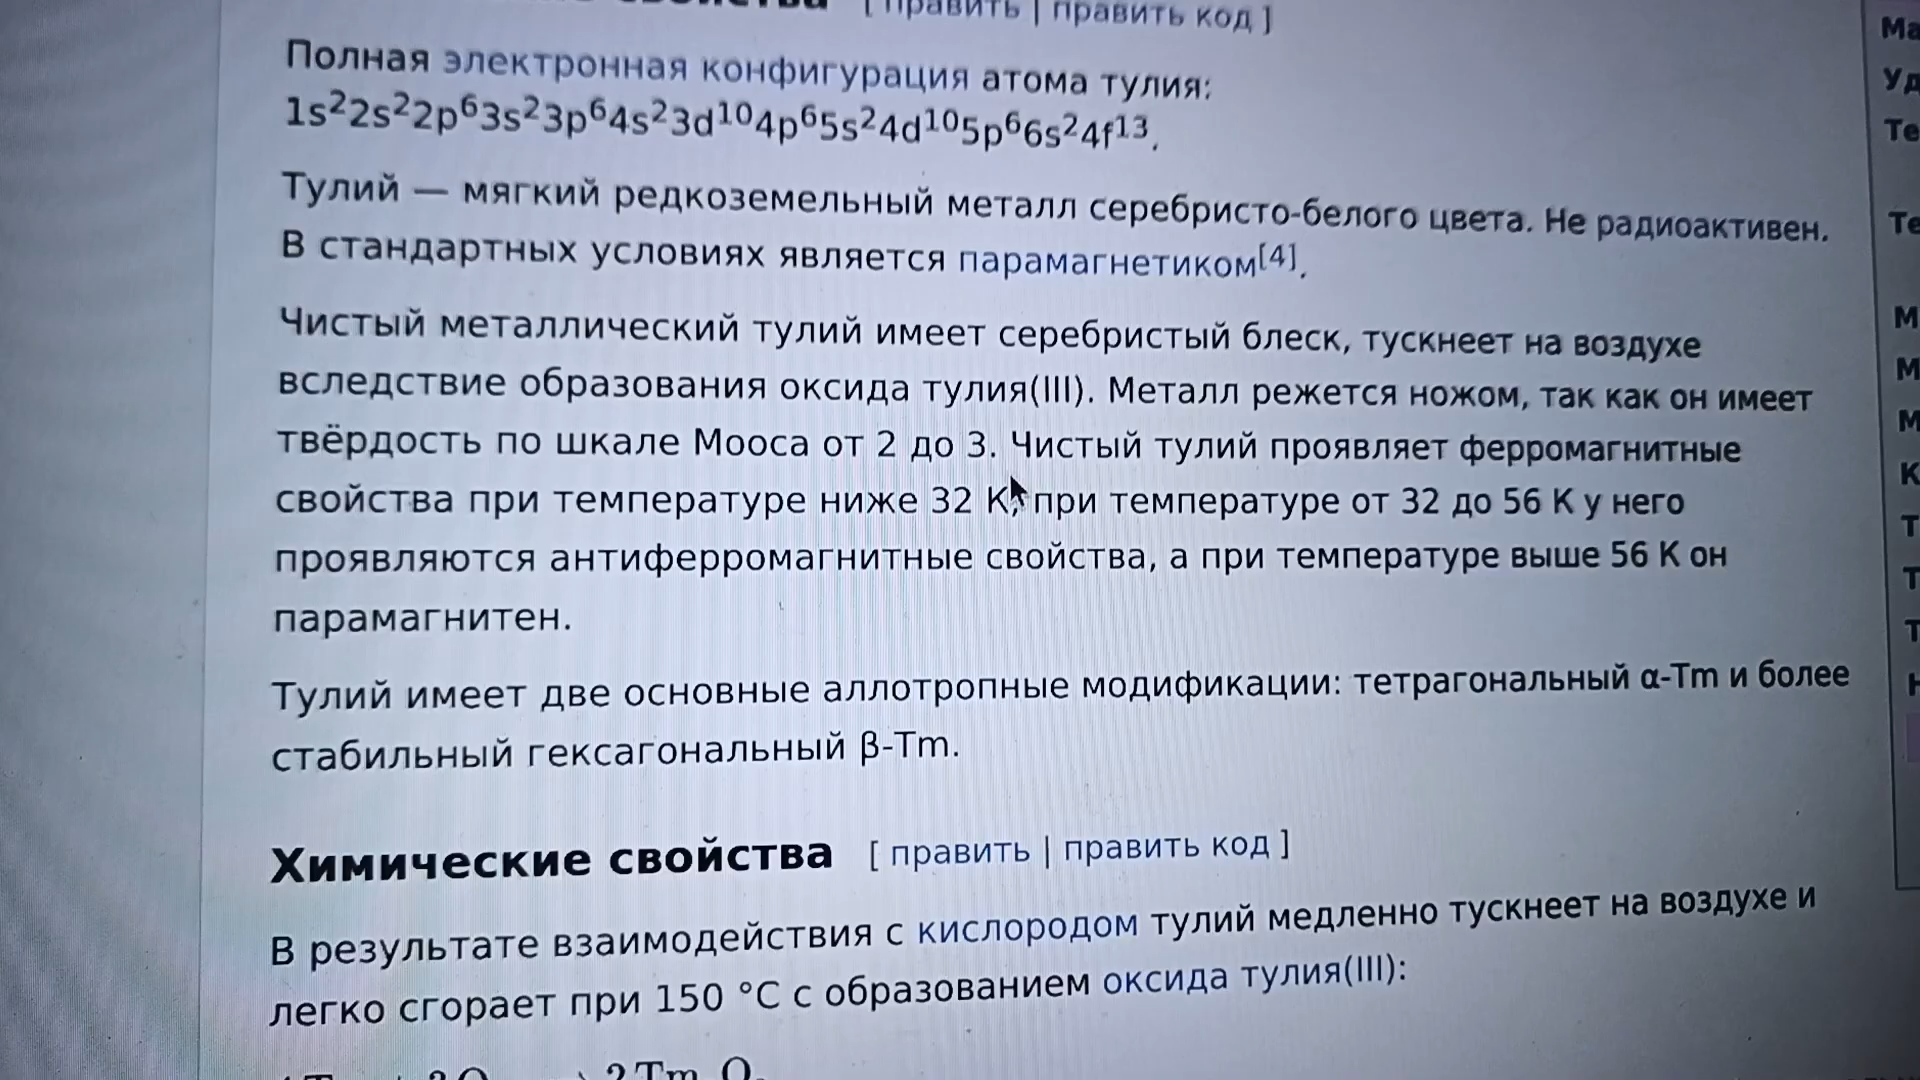 [ править | править код ]
Полная электронная конфигурация атома тулия:
1s²2s²2p⁶3s²3p⁶4s²3d¹⁰4p⁶5s²4d¹⁰5p⁶6s²4f¹³.
Тулий — мягкий редкоземельный металл серебристо-белого цвета. Не радиоактивен.
В стандартных условиях является парамагнетиком[4].
Чистый металлический тулий имеет серебристый блеск, тускнеет на воздухе
вследствие образования оксида тулия(III). Металл режется ножом, так как он имеет
твёрдость по шкале Мооса от 2 до 3. Чистый тулий проявляет ферромагнитные
свойства при температуре ниже 32 К, при температуре от 32 до 56 К у него
проявляются антиферромагнитные свойства, а при температуре выше 56 К он
парамагнитен.
Тулий имеет две основные аллотропные модификации: тетрагональный α-Tm и более
стабильный гексагональный β-Tm.
Химические свойства [ править | править код ]
В результате взаимодействия с кислородом тулий медленно тускнеет на воздухе и
легко сгорает при 150 °C с образованием оксида тулия(III):